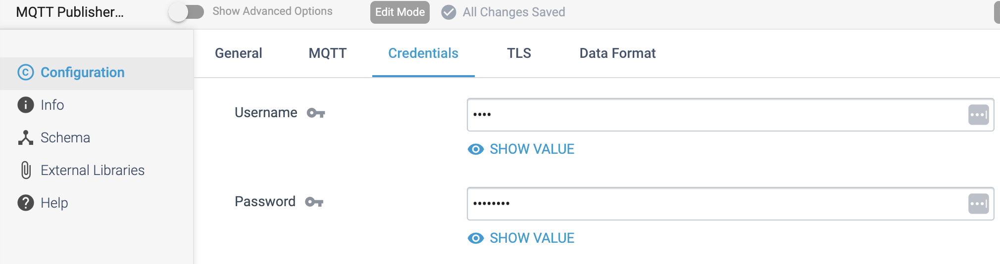 MQTT Publisher...
Show Advanced Options
Edit Mode
All Changes Saved
General
MQTT
Credentials
TLS
Data Format
Configuration
Info
Schema
External Libraries
Help
Username
••••
SHOW VALUE
Password
••••••••
SHOW VALUE